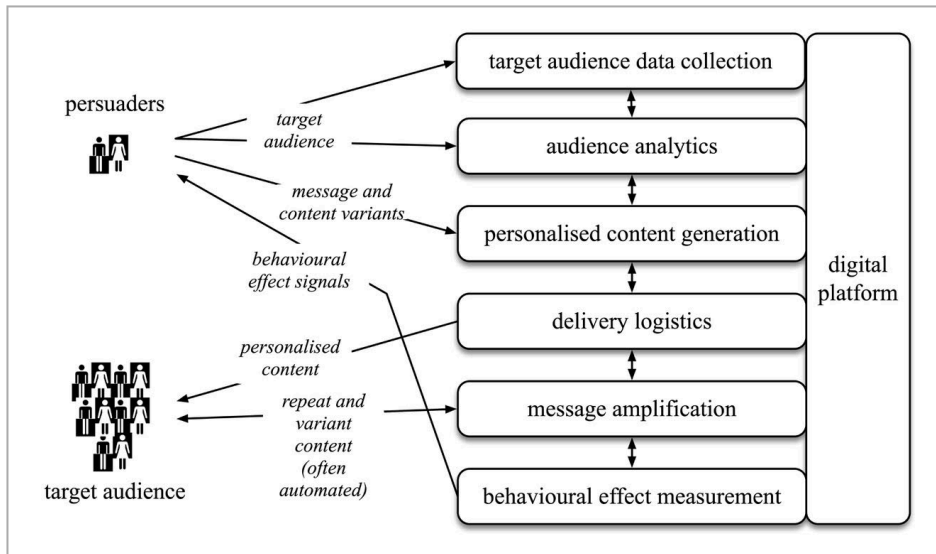 target audience data collection
persuaders
target
audience
audience analytics
message and
content variants
personalised content generation
behavioural
effect signals
digital
platform
delivery logistics
personalised
content
repeat and
variant
content
(often
automated)
message amplification
target audience
behavioural effect measurement